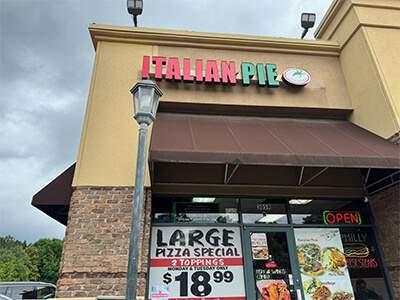 ITALIAN PIE
OPEN
LARGE
PIZZA SPECIAL
2 TOPPINGS
MONDAY & TUESDAY ONLY
$18.99
PHILLY